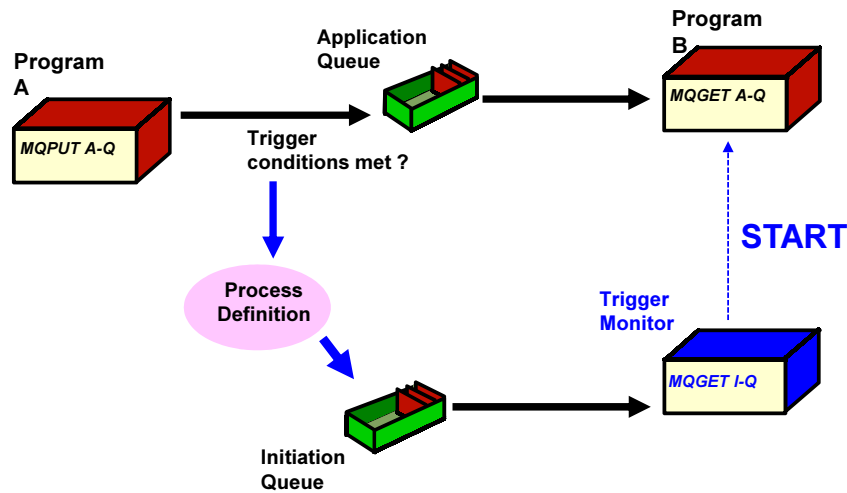 Program
A
MQPUT A-Q
Application
Queue
Program
B
MQGET A-Q
Trigger
conditions met ?
START
Process
Definition
Trigger
Monitor
MQGET I-Q
Initiation
Queue